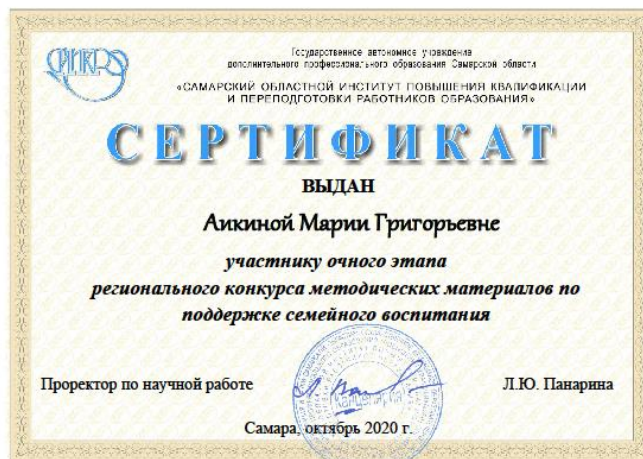 СИПКРО
Государственное автономное учреждение
дополнительного профессионального образования Самарской области
«САМАРСКИЙ ОБЛАСТНОЙ ИНСТИТУТ ПОВЫШЕНИЯ КВАЛИФИКАЦИИ
И ПЕРЕПОДГОТОВКИ РАБОТНИКОВ ОБРАЗОВАНИЯ»
СЕРТИФИКАТ
ВЫДАН
Аикиной Марии Григорьевне
участнику очного этапа
регионального конкурса методических материалов по
поддержке семейного воспитания
Проректор по научной работе
Л.Ю. Панарина
Канцелярия
Самара, октябрь 2020 г.